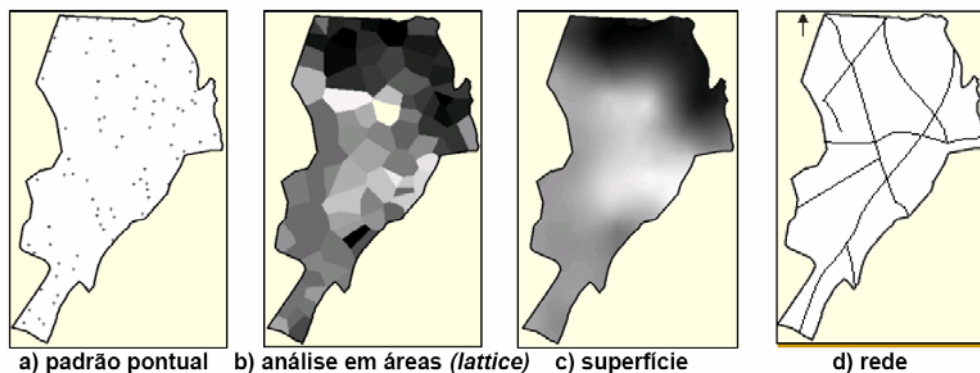 a) padrão pontual b) análise em áreas (lattice) c) superfície d) rede